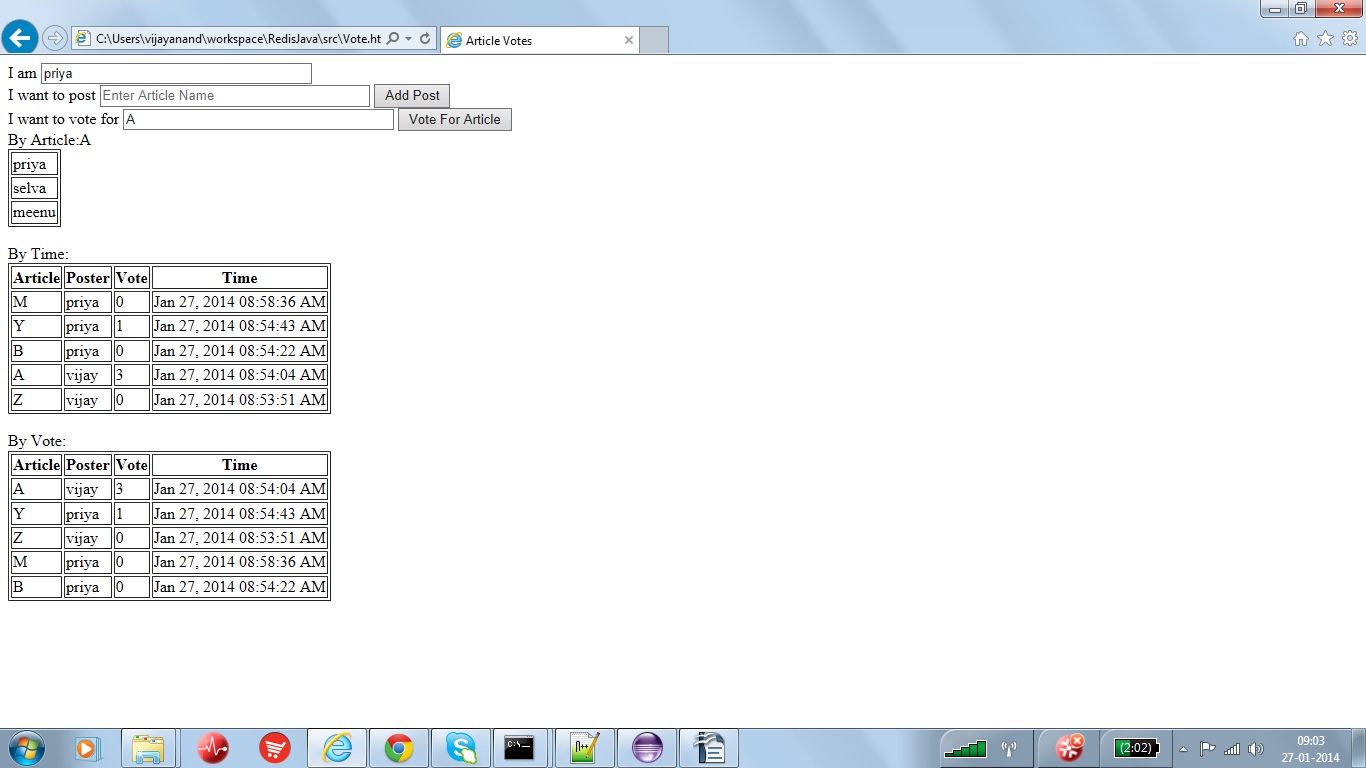 C:\Users\vijayanand\workspace\RedisJava\src\Vote.ht
Article Votes
I am priya
I want to post Enter Article Name Add Post
I want to vote for A Vote For Article
By Article:A
priya
selva
meenu
By Time:
Article Poster Vote Time
M priya 0 Jan 27, 2014 08:58:36 AM
Y priya 1 Jan 27, 2014 08:54:43 AM
B priya 0 Jan 27, 2014 08:54:22 AM
A vijay 3 Jan 27, 2014 08:54:04 AM
Z vijay 0 Jan 27, 2014 08:53:51 AM
By Vote:
Article Poster Vote Time
A vijay 3 Jan 27, 2014 08:54:04 AM
Y priya 1 Jan 27, 2014 08:54:43 AM
Z vijay 0 Jan 27, 2014 08:53:51 AM
M priya 0 Jan 27, 2014 08:58:36 AM
B priya 0 Jan 27, 2014 08:54:22 AM
(2:02)
09:03
27-01-2014